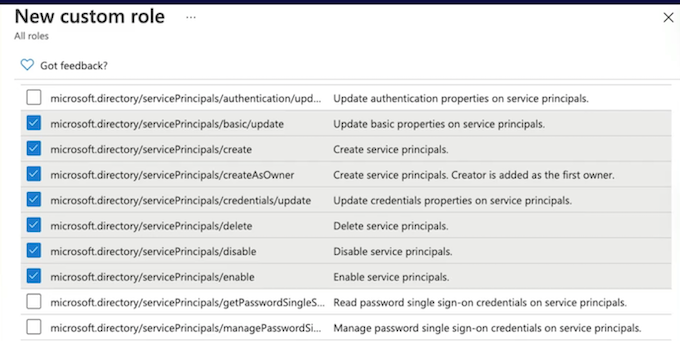 New custom role ...
All roles
Got feedback?
microsoft.directory/servicePrincipals/authentication/upd... Update authentication properties on service principals.
microsoft.directory/servicePrincipals/basic/update Update basic properties on service principals.
microsoft.directory/servicePrincipals/create Create service principals.
microsoft.directory/servicePrincipals/createAsOwner Create service principals. Creator is added as the first owner.
microsoft.directory/servicePrincipals/credentials/update Update credentials properties on service principals.
microsoft.directory/servicePrincipals/delete Delete service principals.
microsoft.directory/servicePrincipals/disable Disable service principals.
microsoft.directory/servicePrincipals/enable Enable service principals.
microsoft.directory/servicePrincipals/getPasswordSingleS... Read password single sign-on credentials on service principals.
microsoft.directory/servicePrincipals/managePasswordSi... Manage password single sign-on credentials on service principals.